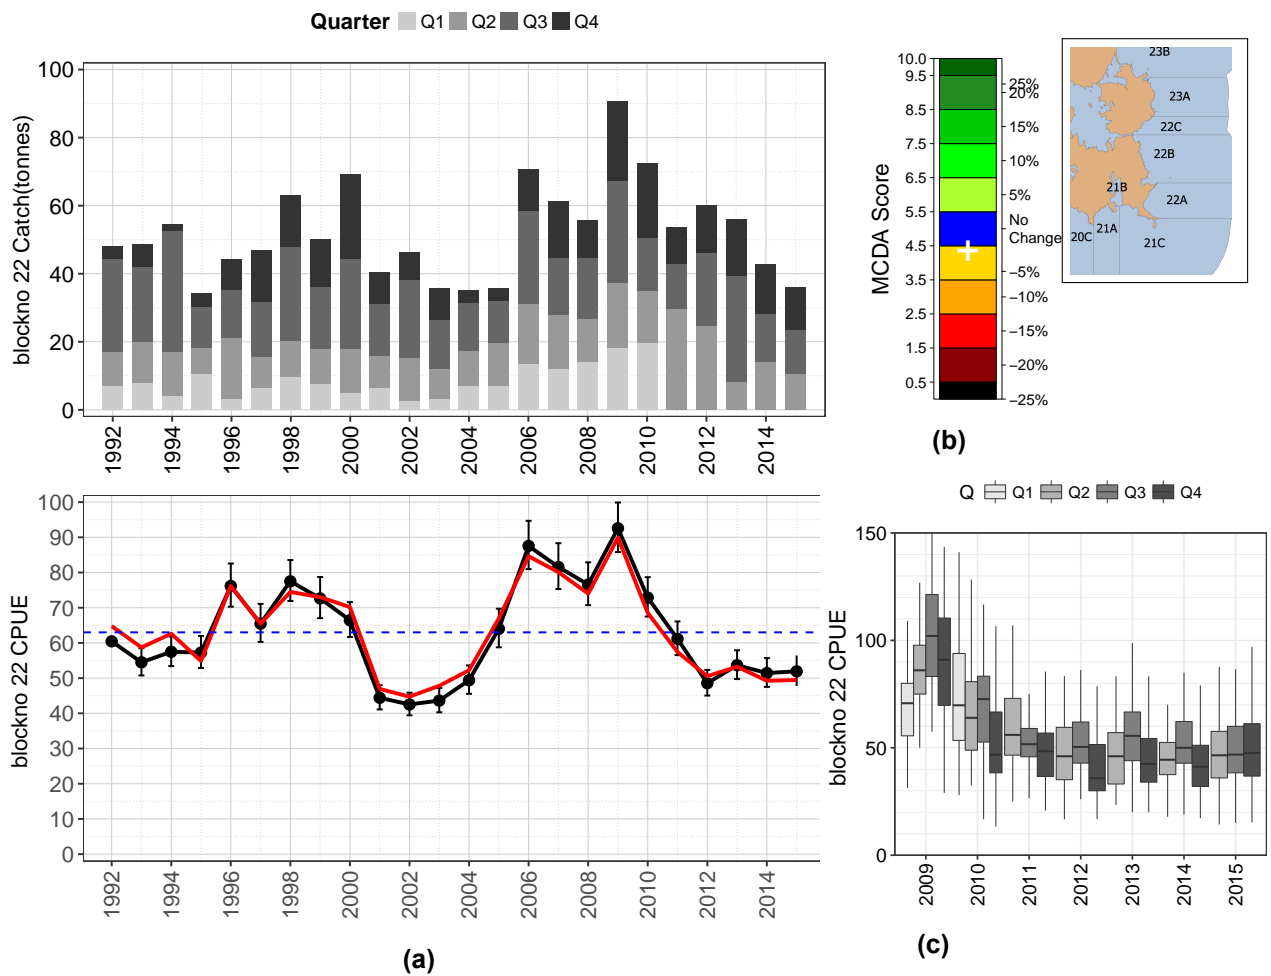 Quarter Q1 Q2 Q3 Q4
blockno 22 Catch(tonnes)
100
80
60
40
20
0
1992 1994 1996 1998 2000 2002 2004 2006 2008 2010 2012 2014
blockno 22 CPUE
100
90
80
70
60
50
40
30
20
10
0
1992 1994 1996 1998 2000 2002 2004 2006 2008 2010 2012 2014
(a)
MCDA Score
10.0
9.5
8.5
7.5
6.5
5.5
4.5
3.5
2.5
1.5
0.5
25%
20%
15%
10%
5%
No
Change
−5%
−10%
−15%
−20%
−25%
23B
23A
22C
22B
21B
22A
21A
20C
21C
(b)
Q Q1 Q2 Q3 Q4
blockno 22 CPUE
150
100
50
0
2009 2010 2011 2012 2013 2014 2015
(c)